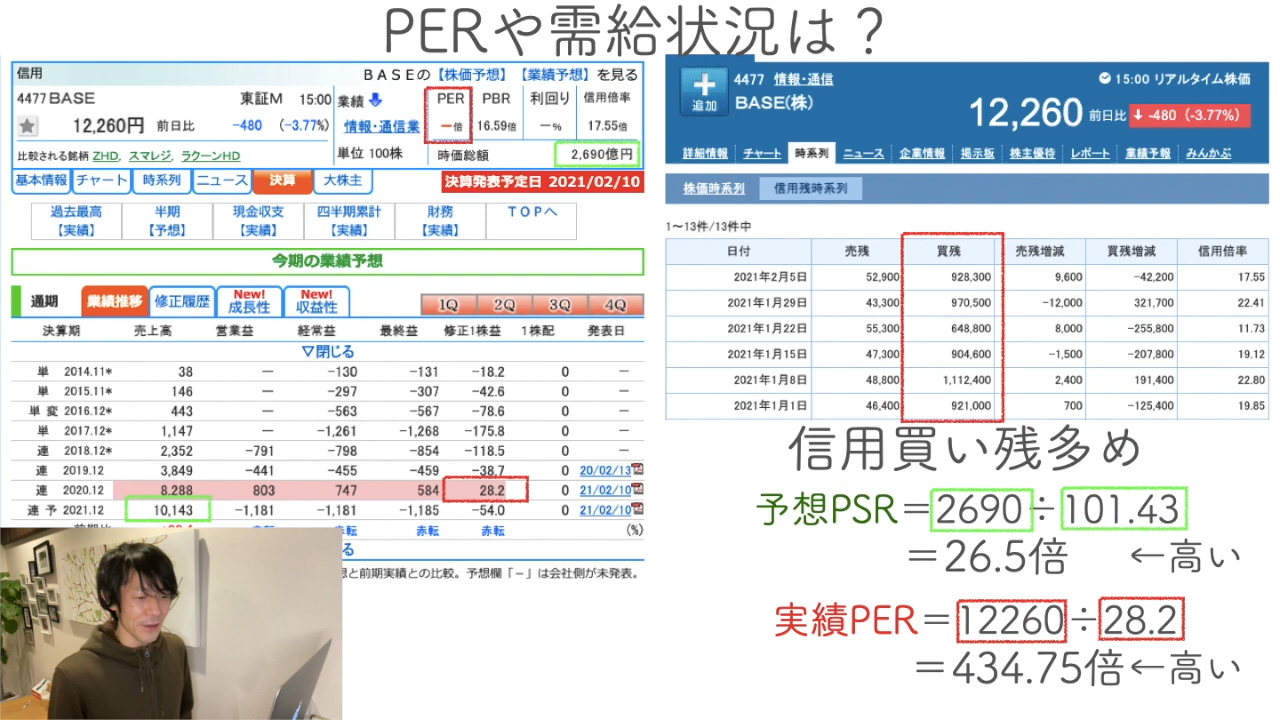 PERや需給状況は？
信用
ＢＡＳＥの【株価予想】【業績予想】を見る
4477 BASE 東証M 15:00
12,260円 前日比 -480 (-3.77%)
比較される銘柄 ZHD, スマレジ, ラクーンHD
業績
情報･通信業
単位 100株
PER PBR 利回り 信用倍率
－倍 16.59倍 －％ 17.55倍
時価総額 2,690億円
基本情報 チャート 時系列 ニュース 決算 大株主
決算発表予定日 2021/02/10
過去最高【実績】 半期【予想】 現金収支【実績】 四半期累計【実績】 財務【実績】 ＴＯＰへ
今期の業績予想
通期 業績推移 修正履歴 New! 成長性 New! 収益性 1Q 2Q 3Q 4Q
決算期 売上高 営業益 経常益 最終益 修正1株益 1株配 発表日
▽閉じる
単 2014.11* 38 － -130 -131 -18.2 0 －
単 2015.11* 146 － -297 -307 -42.6 0 －
単 変 2016.12* 443 － -563 -567 -78.6 0 －
単 2017.12* 1,147 － -1,261 -1,268 -175.8 0 －
連 2018.12* 2,352 -791 -798 -854 -118.5 0 －
連 2019.12 3,849 -441 -455 -459 -38.7 0 20/02/13
連 2020.12 8,288 803 747 584 28.2 0 21/02/10
連 予 2021.12 10,143 -1,181 -1,181 -1,185 -54.0 0 21/02/10
赤転 赤転 (%)
想と前期実績との比較。予想欄「－」は会社側が未発表。
＋
追加
4477 情報・通信
BASE(株)
15:00 リアルタイム株価
12,260 前日比 -480 (-3.77%)
詳細情報 チャート 時系列 ニュース 企業情報 掲示板 株主優待 レポート 業績予報 みんかぶ
株価時系列 信用残時系列
1～13件/13件中
日付 売残 買残 売残増減 買残増減 信用倍率
2021年2月5日 52,900 928,300 9,600 -42,200 17.55
2021年1月29日 43,300 970,500 -12,000 321,700 22.41
2021年1月22日 55,300 648,800 8,000 -255,800 11.73
2021年1月15日 47,300 904,600 -1,500 -207,800 19.12
2021年1月8日 48,800 1,112,400 2,400 191,400 22.80
2021年1月1日 46,400 921,000 700 -125,400 19.85
信用買い残多め
予想PSR＝2690÷101.43
＝26.5倍 ←高い
実績PER＝12260÷28.2
＝434.75倍←高い